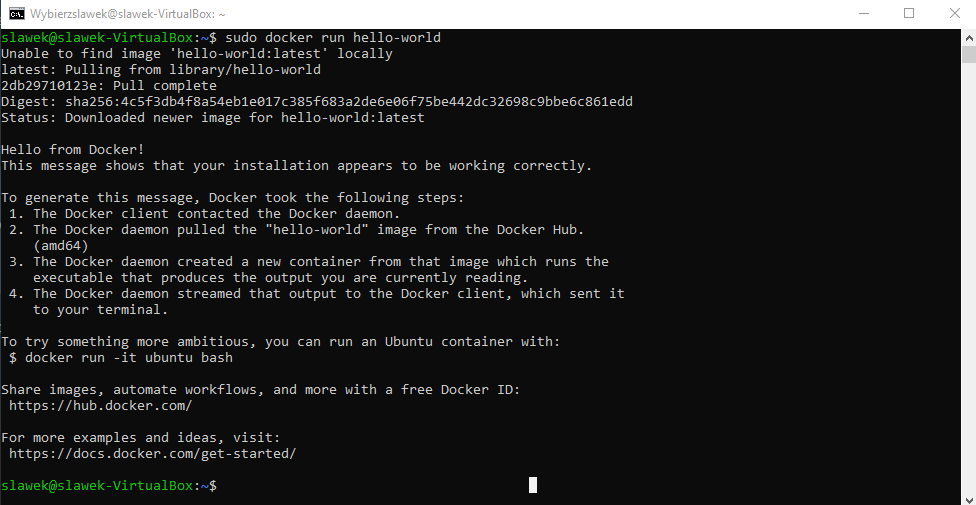 Wybierzslawek@slawek-VirtualBox: ~
slawek@slawek-VirtualBox:~$ sudo docker run hello-world
Unable to find image 'hello-world:latest' locally
latest: Pulling from library/hello-world
2db29710123e: Pull complete
Digest: sha256:4c5f3db4f8a54eb1e017c385f683a2de6e06f75be442dc32698c9bbe6c861edd
Status: Downloaded newer image for hello-world:latest

Hello from Docker!
This message shows that your installation appears to be working correctly.

To generate this message, Docker took the following steps:
 1. The Docker client contacted the Docker daemon.
 2. The Docker daemon pulled the "hello-world" image from the Docker Hub.
    (amd64)
 3. The Docker daemon created a new container from that image which runs the
    executable that produces the output you are currently reading.
 4. The Docker daemon streamed that output to the Docker client, which sent it
    to your terminal.

To try something more ambitious, you can run an Ubuntu container with:
 $ docker run -it ubuntu bash

Share images, automate workflows, and more with a free Docker ID:
 https://hub.docker.com/

For more examples and ideas, visit:
 https://docs.docker.com/get-started/

slawek@slawek-VirtualBox:~$